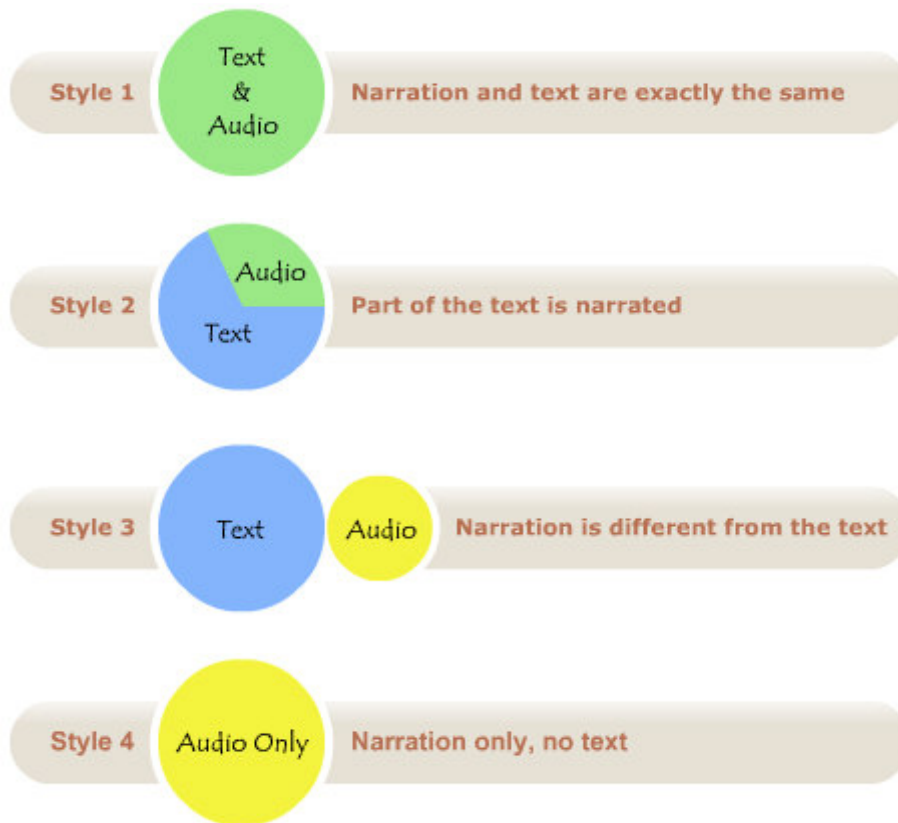 Style 1
Text
&
Audio
Narration and text are exactly the same
Style 2
Audio
Text
Part of the text is narrated
Style 3
Text
Audio
Narration is different from the text
Style 4
Audio Only
Narration only, no text